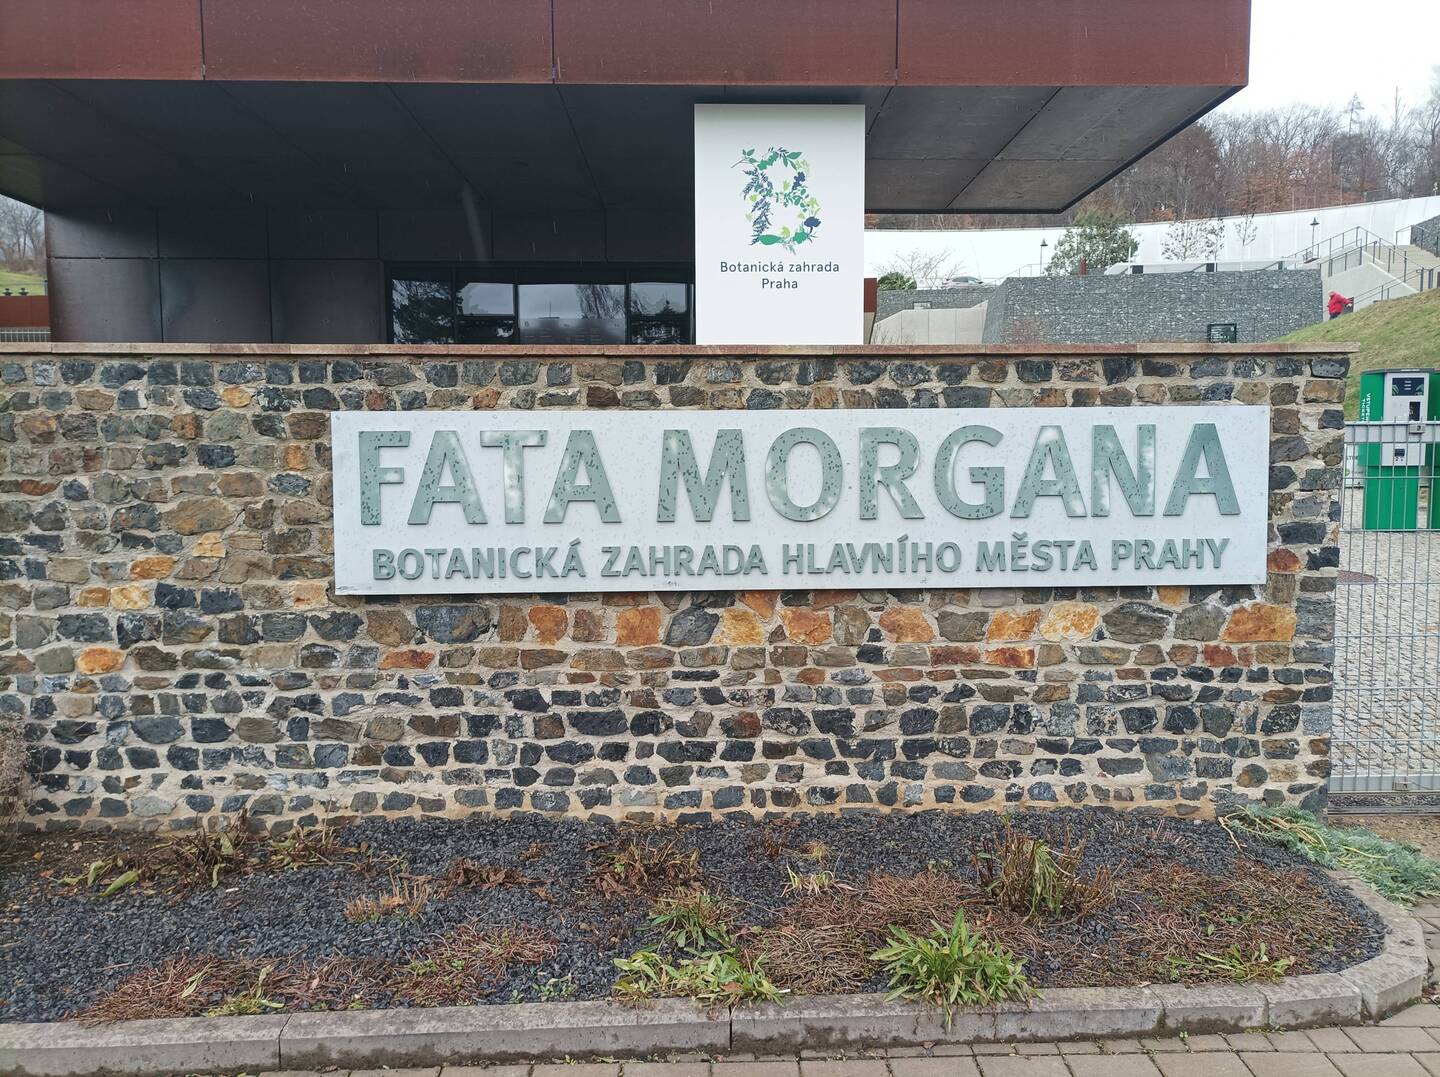 Botanická zahrada
Praha
FATA MORGANA
BOTANICKÁ ZAHRADA HLAVNÍHO MĚSTA PRAHY